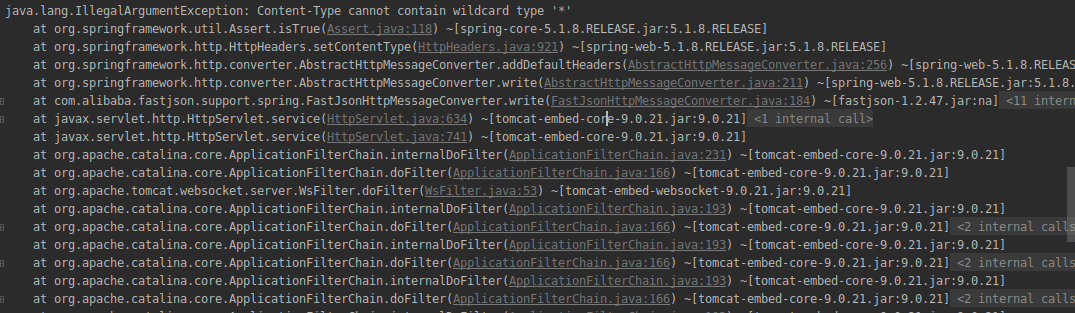 java.lang.IllegalArgumentException: Content-Type cannot contain wildcard type '*'
at org.springframework.util.Assert.isTrue(Assert.java:118) ~[spring-core-5.1.8.RELEASE.jar:5.1.8.RELEASE]
at org.springframework.http.HttpHeaders.setContentType(HttpHeaders.java:921) ~[spring-web-5.1.8.RELEASE.jar:5.1.8.RELEASE]
at org.springframework.http.converter.AbstractHttpMessageConverter.addDefaultHeaders(AbstractHttpMessageConverter.java:256) ~[spring-web-5.1.8.RELEASE
at org.springframework.http.converter.AbstractHttpMessageConverter.write(AbstractHttpMessageConverter.java:211) ~[spring-web-5.1.8.RELEASE.jar:5.1.8
at com.alibaba.fastjson.support.spring.FastJsonHttpMessageConverter.write(FastJsonHttpMessageConverter.java:184) ~[fastjson-1.2.47.jar:na] <11 intern
at javax.servlet.http.HttpServlet.service(HttpServlet.java:634) ~[tomcat-embed-core-9.0.21.jar:9.0.21] <1 internal call>
at javax.servlet.http.HttpServlet.service(HttpServlet.java:741) ~[tomcat-embed-core-9.0.21.jar:9.0.21]
at org.apache.catalina.core.ApplicationFilterChain.internalDoFilter(ApplicationFilterChain.java:231) ~[tomcat-embed-core-9.0.21.jar:9.0.21]
at org.apache.catalina.core.ApplicationFilterChain.doFilter(ApplicationFilterChain.java:166) ~[tomcat-embed-core-9.0.21.jar:9.0.21]
at org.apache.tomcat.websocket.server.WsFilter.doFilter(WsFilter.java:53) ~[tomcat-embed-websocket-9.0.21.jar:9.0.21]
at org.apache.catalina.core.ApplicationFilterChain.internalDoFilter(ApplicationFilterChain.java:193) ~[tomcat-embed-core-9.0.21.jar:9.0.21]
at org.apache.catalina.core.ApplicationFilterChain.doFilter(ApplicationFilterChain.java:166) ~[tomcat-embed-core-9.0.21.jar:9.0.21] <2 internal calls
at org.apache.catalina.core.ApplicationFilterChain.internalDoFilter(ApplicationFilterChain.java:193) ~[tomcat-embed-core-9.0.21.jar:9.0.21]
at org.apache.catalina.core.ApplicationFilterChain.doFilter(ApplicationFilterChain.java:166) ~[tomcat-embed-core-9.0.21.jar:9.0.21] <2 internal calls
at org.apache.catalina.core.ApplicationFilterChain.internalDoFilter(ApplicationFilterChain.java:193) ~[tomcat-embed-core-9.0.21.jar:9.0.21]
at org.apache.catalina.core.ApplicationFilterChain.doFilter(ApplicationFilterChain.java:166) ~[tomcat-embed-core-9.0.21.jar:9.0.21] <2 internal calls